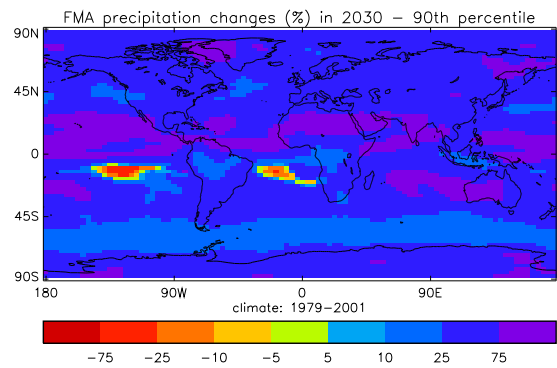 FMA precipitation changes (%) in 2030 – 90th percentile
90N
45N
0
45S
90S
180 90W 0 90E
climate: 1979–2001
−75 −25 −10 −5 5 10 25 75